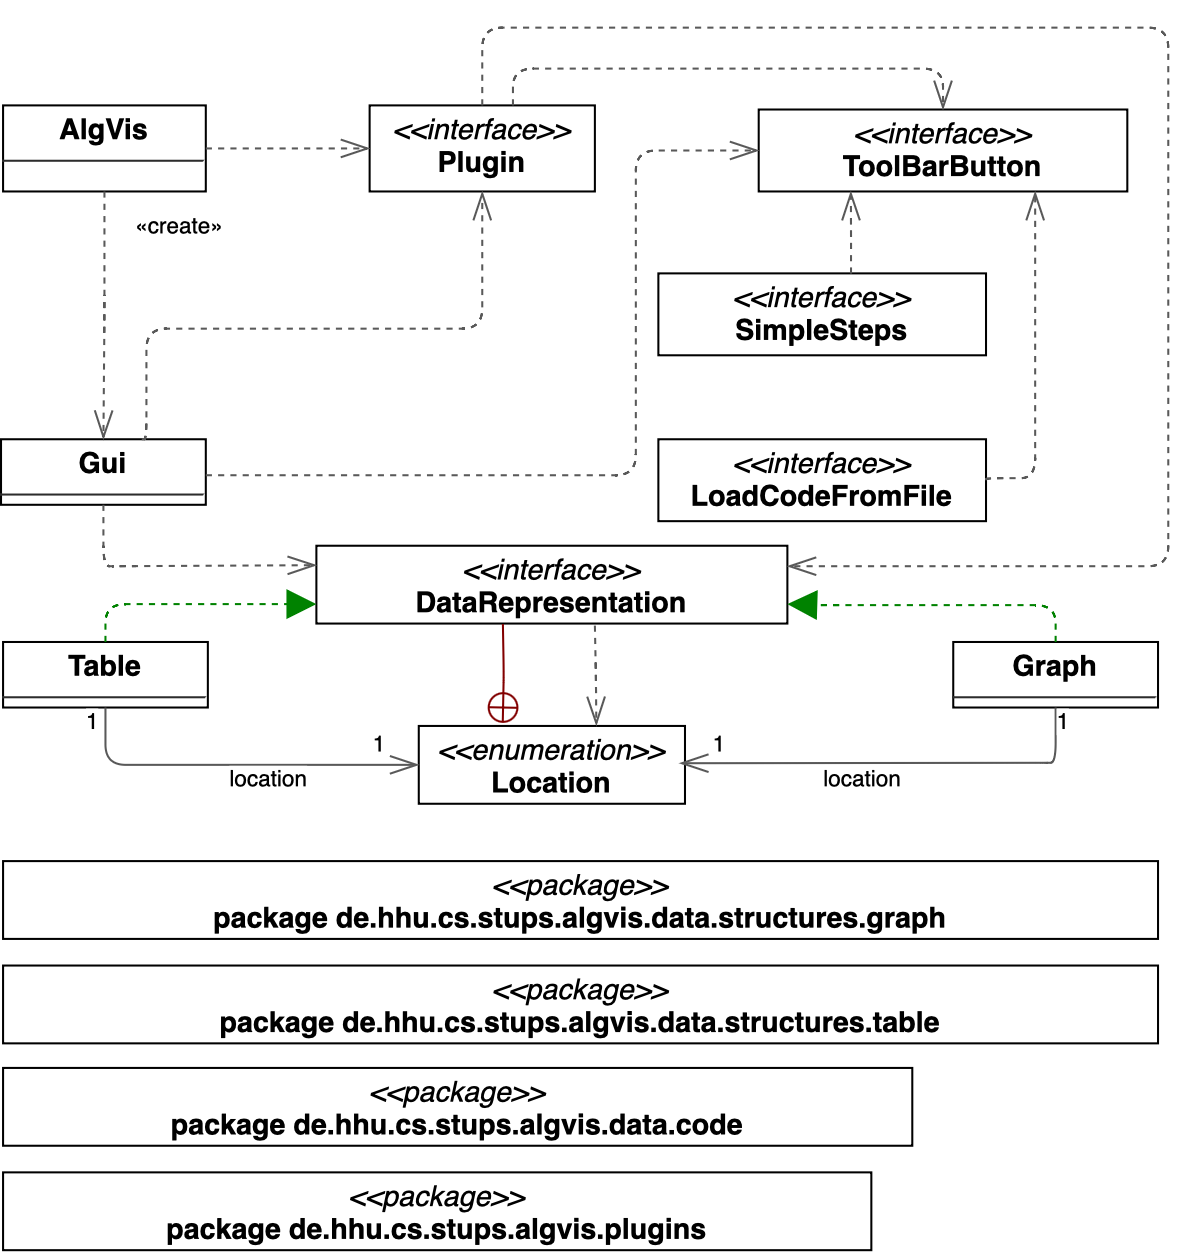 AlgVis
<<interface>>
Plugin
<<interface>>
ToolBarButton
«create»
<<interface>>
SimpleSteps
Gui
<<interface>>
LoadCodeFromFile
<<interface>>
DataRepresentation
Table
Graph
1
1
1
<<enumeration>>
Location
1
location
location
<<package>>
package de.hhu.cs.stups.algvis.data.structures.graph
<<package>>
package de.hhu.cs.stups.algvis.data.structures.table
<<package>>
package de.hhu.cs.stups.algvis.data.code
<<package>>
package de.hhu.cs.stups.algvis.plugins